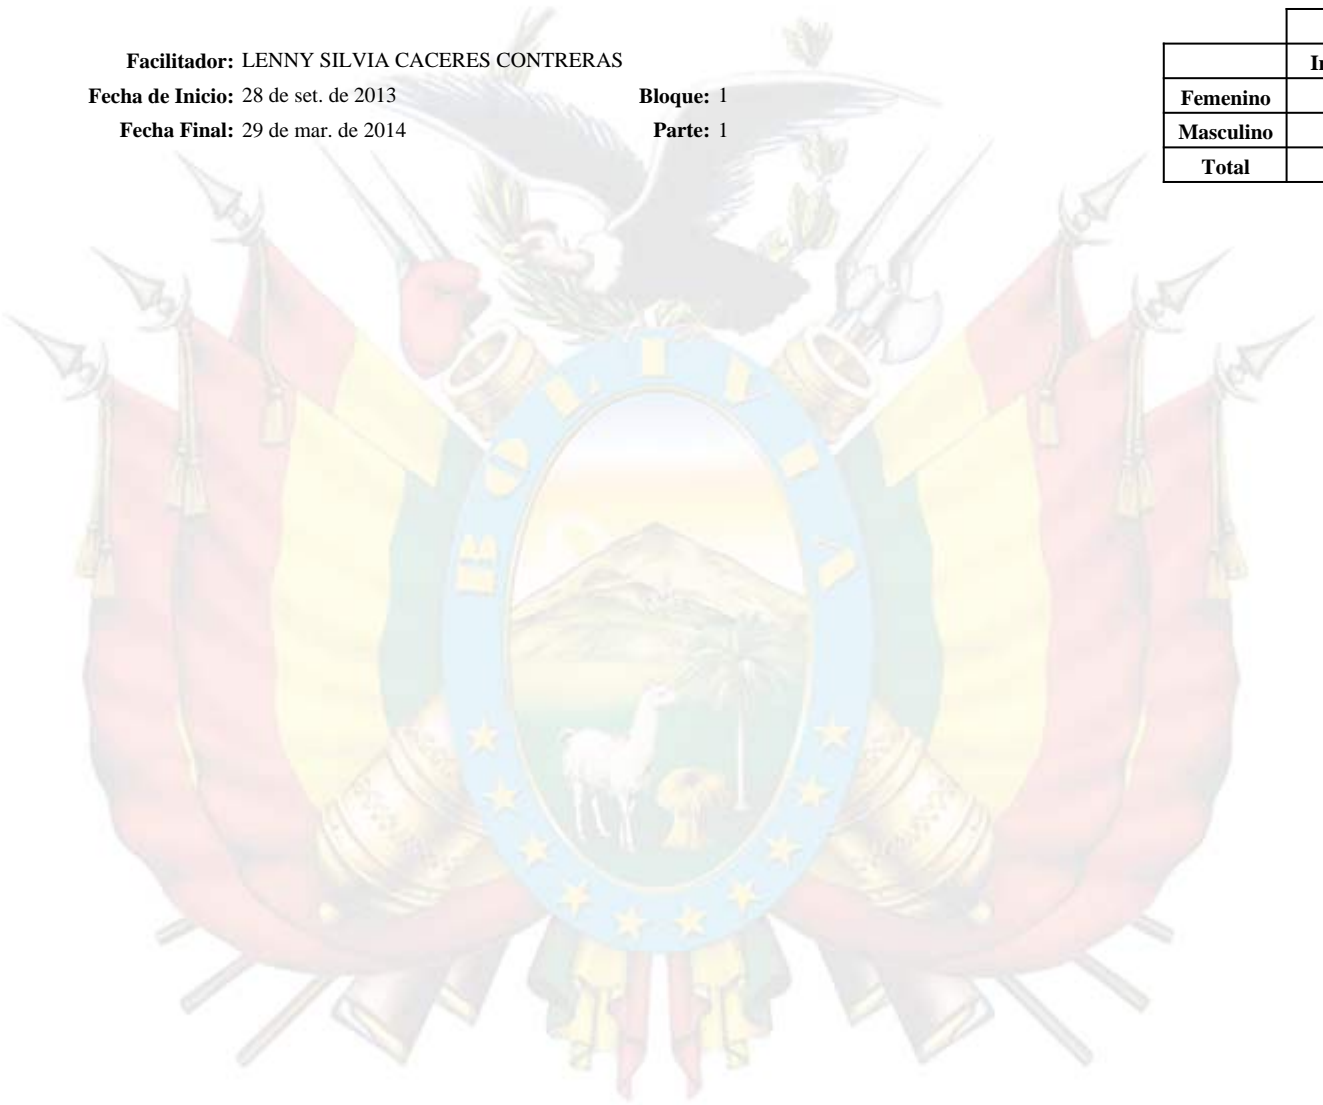 Facilitador: LENNY SILVIA CACERES CONTRERAS
Fecha de Inicio: 28 de set. de 2013 Bloque: 1
Fecha Final: 29 de mar. de 2014 Parte: 1
Femenino
Masculino
Total
BOLIVIA